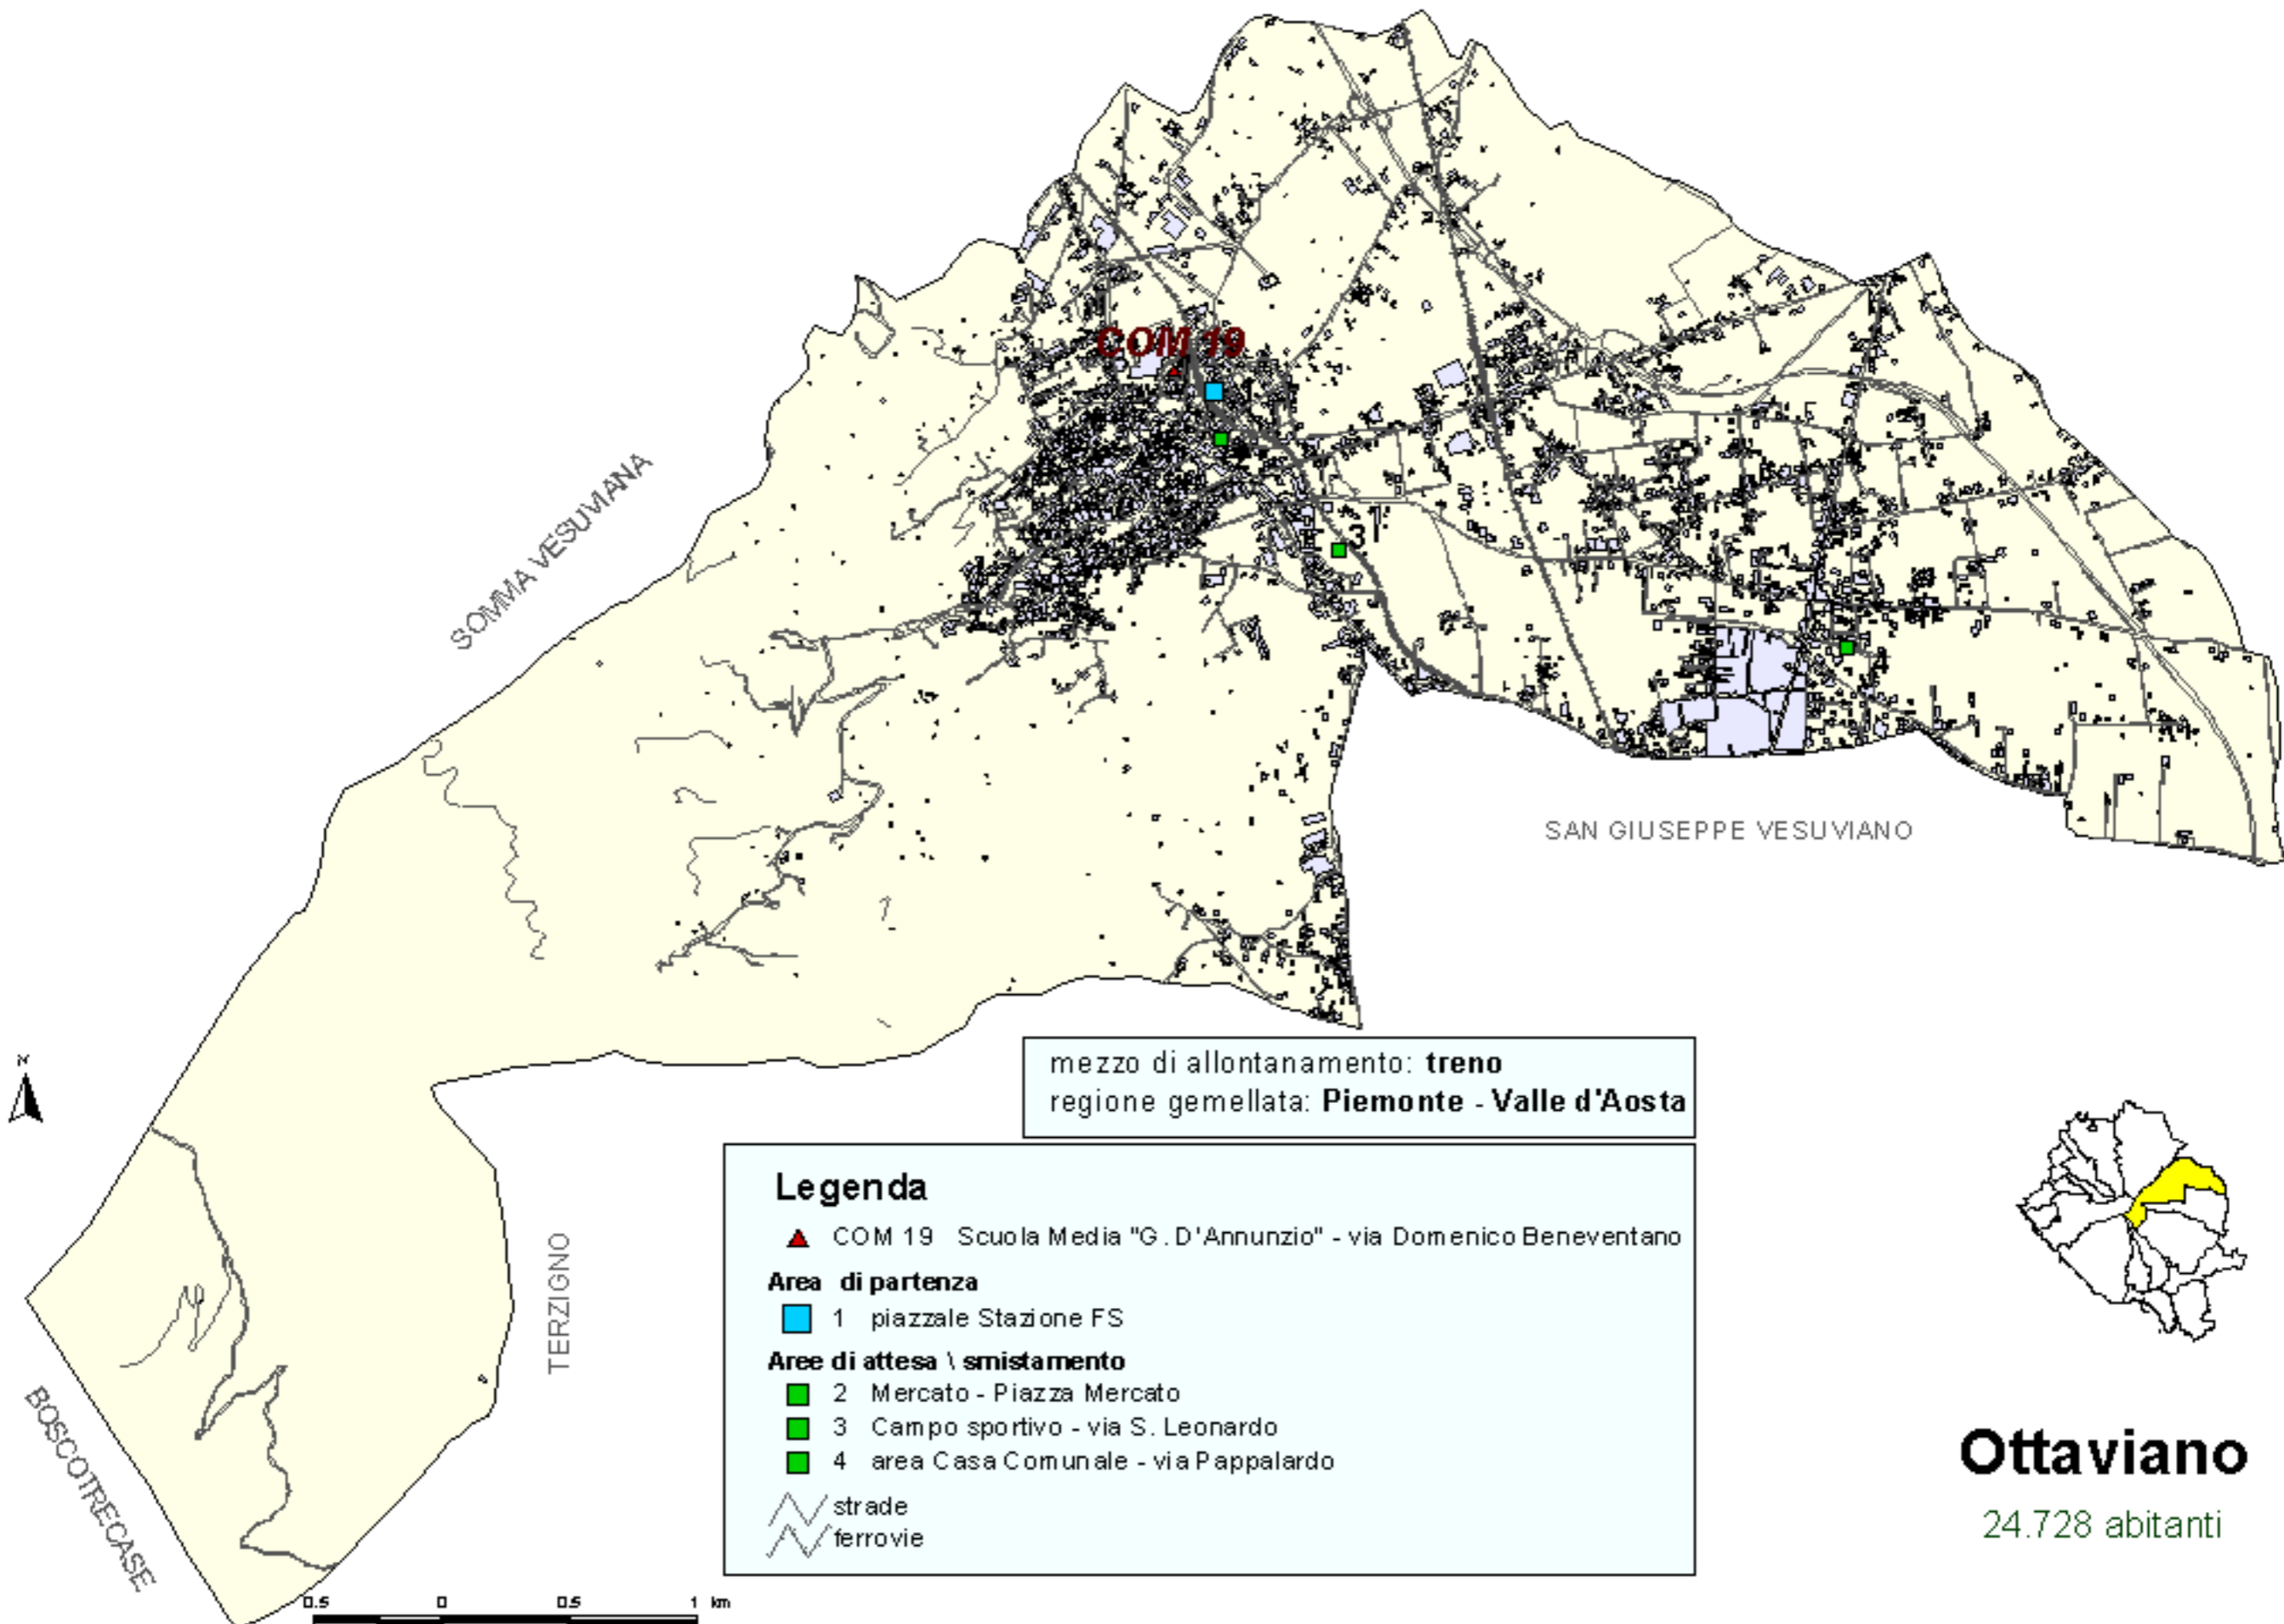 COM 19
1
3
SOMMA VESUVIANA
SAN GIUSEPPE VESUVIANO
N
mezzo di allontanamento: treno
regione gemellata: Piemonte - Valle d'Aosta
Legenda
COM 19 Scuola Media "G. D'Annunzio" - via Domenico Beneventano
Area di partenza
1 piazzale Stazione FS
Aree di attesa \ smistamento
2 Mercato - Piazza Mercato
3 Campo sportivo - via S. Leonardo
4 area Casa Comunale - via Pappalardo
strade
ferrovie
TERZIGNO
BOSCOTRECASE
Ottaviano
24.728 abitanti
0.5 0 0.5 1 km